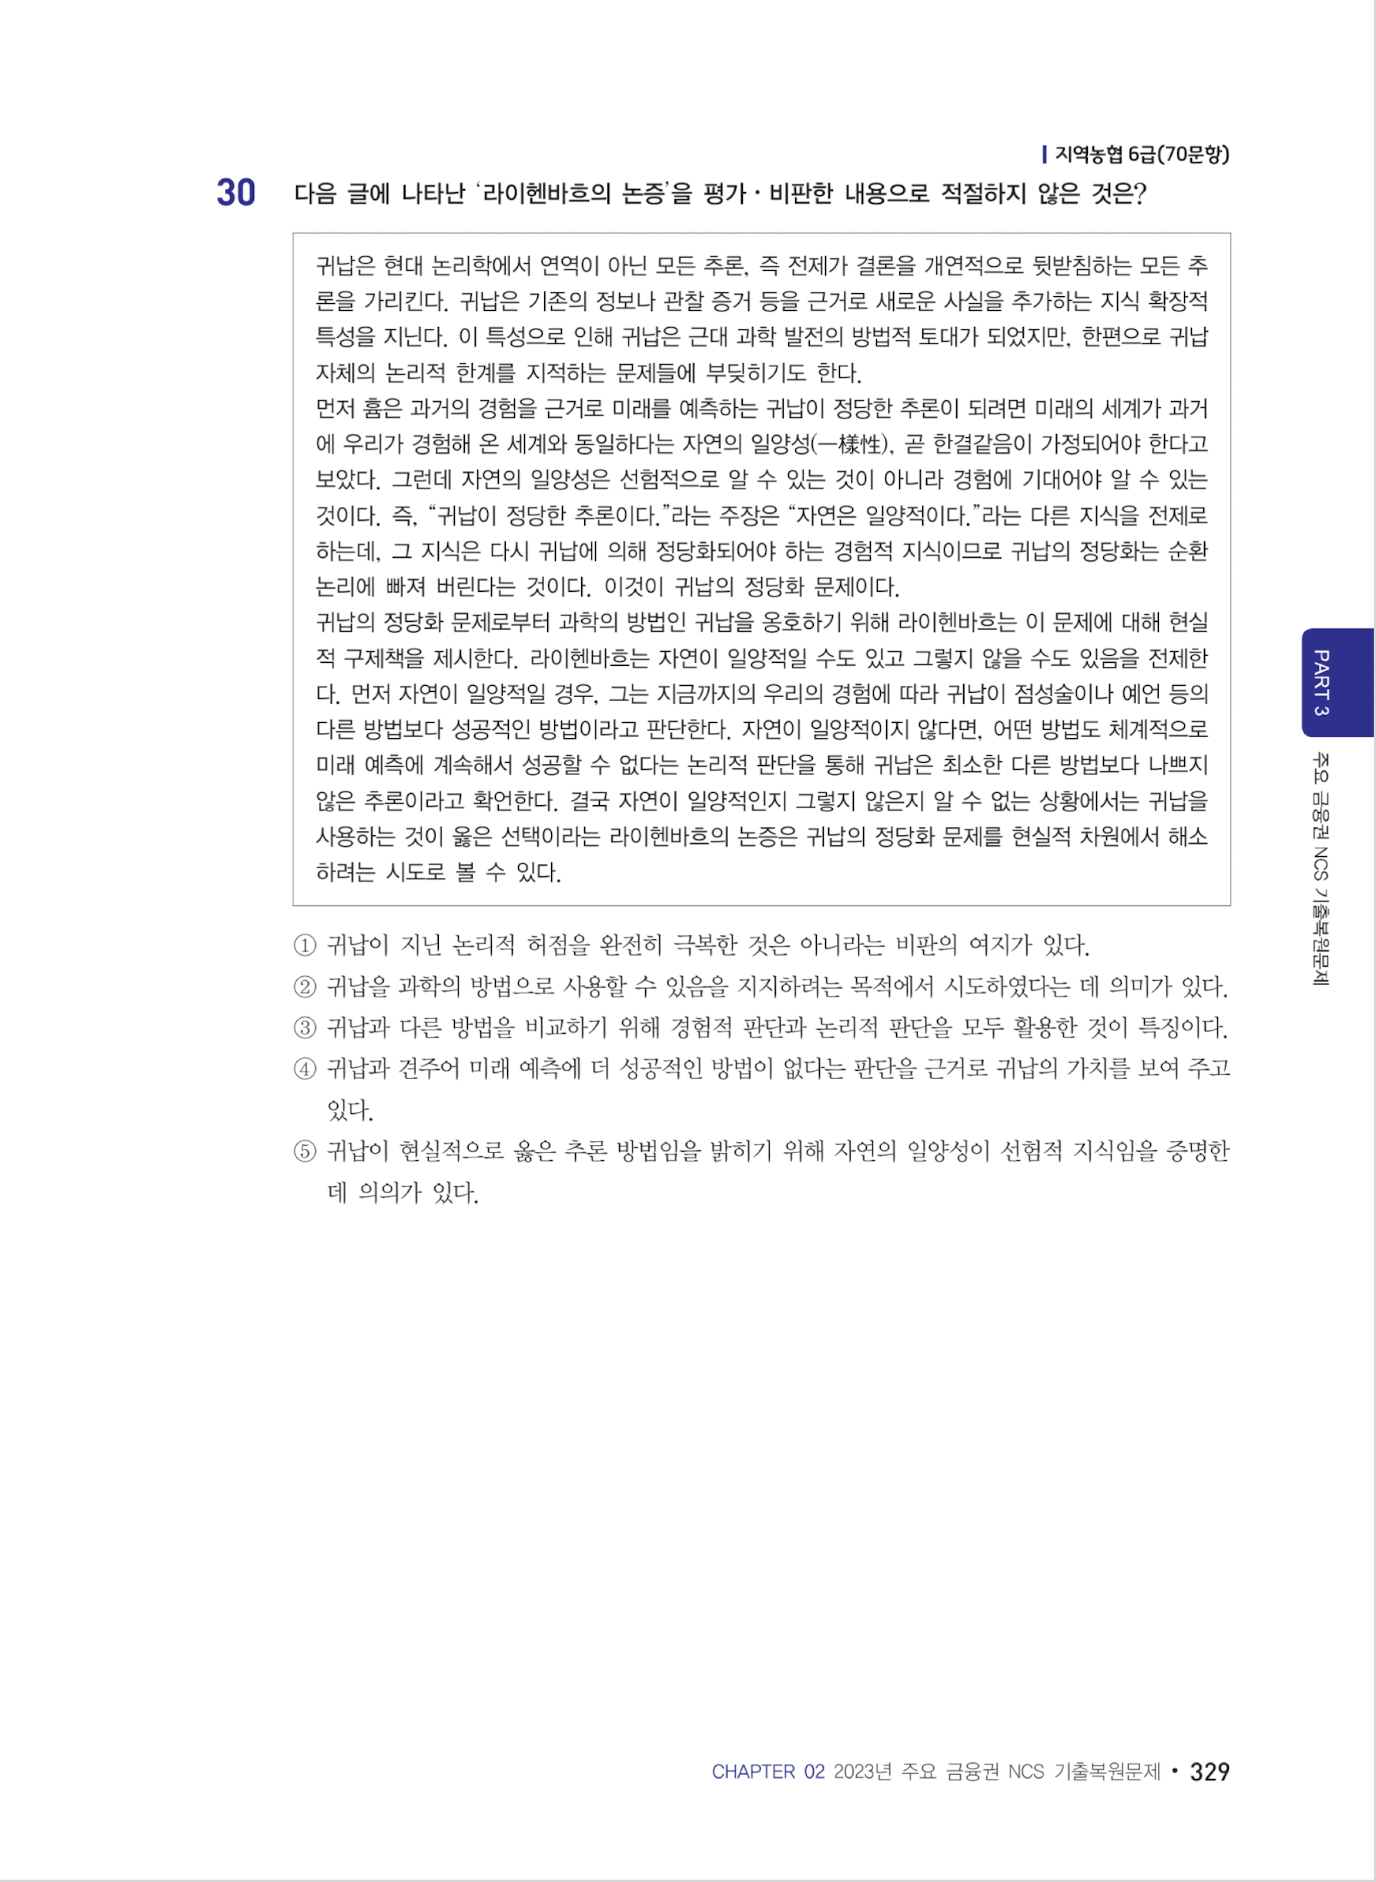 지역농협 6급(70문항)
30 다음 글에 나타난 ‘라이헨바흐의 논증’을 평가·비판한 내용으로 적절하지 않은 것은?
귀납은 현대 논리학에서 연역이 아닌 모든 추론, 즉 전제가 결론을 개연적으로 뒷받침하는 모든 추
론을 가리킨다. 귀납은 기존의 정보나 관찰 증거 등을 근거로 새로운 사실을 추가하는 지식 확장적
특성을 지닌다. 이 특성으로 인해 귀납은 근대 과학 발전의 방법적 토대가 되었지만, 한편으로 귀납
자체의 논리적 한계를 지적하는 문제들에 부딪히기도 한다.
먼저 흄은 과거의 경험을 근거로 미래를 예측하는 귀납이 정당한 추론이 되려면 미래의 세계가 과거
에 우리가 경험해 온 세계와 동일하다는 자연의 일양성(一樣性), 곧 한결같음이 가정되어야 한다고
보았다. 그런데 자연의 일양성은 선험적으로 알 수 있는 것이 아니라 경험에 기대어야 알 수 있는
것이다. 즉, “귀납이 정당한 추론이다.”라는 주장은 “자연은 일양적이다.”라는 다른 지식을 전제로
하는데, 그 지식은 다시 귀납에 의해 정당화되어야 하는 경험적 지식이므로 귀납의 정당화는 순환
논리에 빠져 버린다는 것이다. 이것이 귀납의 정당화 문제이다.
귀납의 정당화 문제로부터 과학의 방법인 귀납을 옹호하기 위해 라이헨바흐는 이 문제에 대해 현실
적 구제책을 제시한다. 라이헨바흐는 자연이 일양적일 수도 있고 그렇지 않을 수도 있음을 전제한
다. 먼저 자연이 일양적일 경우, 그는 지금까지의 우리의 경험에 따라 귀납이 점성술이나 예언 등의
다른 방법보다 성공적인 방법이라고 판단한다. 자연이 일양적이지 않다면, 어떤 방법도 체계적으로
미래 예측에 계속해서 성공할 수 없다는 논리적 판단을 통해 귀납은 최소한 다른 방법보다 나쁘지
않은 추론이라고 확언한다. 결국 자연이 일양적인지 그렇지 않은지 알 수 없는 상황에서는 귀납을
사용하는 것이 옳은 선택이라는 라이헨바흐의 논증은 귀납의 정당화 문제를 현실적 차원에서 해소
하려는 시도로 볼 수 있다.
① 귀납이 지닌 논리적 허점을 완전히 극복한 것은 아니라는 비판의 여지가 있다.
② 귀납을 과학의 방법으로 사용할 수 있음을 지지하려는 목적에서 시도하였다는 데 의미가 있다.
③ 귀납과 다른 방법을 비교하기 위해 경험적 판단과 논리적 판단을 모두 활용한 것이 특징이다.
④ 귀납과 견주어 미래 예측에 더 성공적인 방법이 없다는 판단을 근거로 귀납의 가치를 보여 주고
있다.
⑤ 귀납이 현실적으로 옳은 추론 방법임을 밝히기 위해 자연의 일양성이 선험적 지식임을 증명한
데 의의가 있다.
PART 3
주요 금융권 NCS 기출복원문제
CHAPTER 02 2023년 주요 금융권 NCS 기출복원문제 • 329